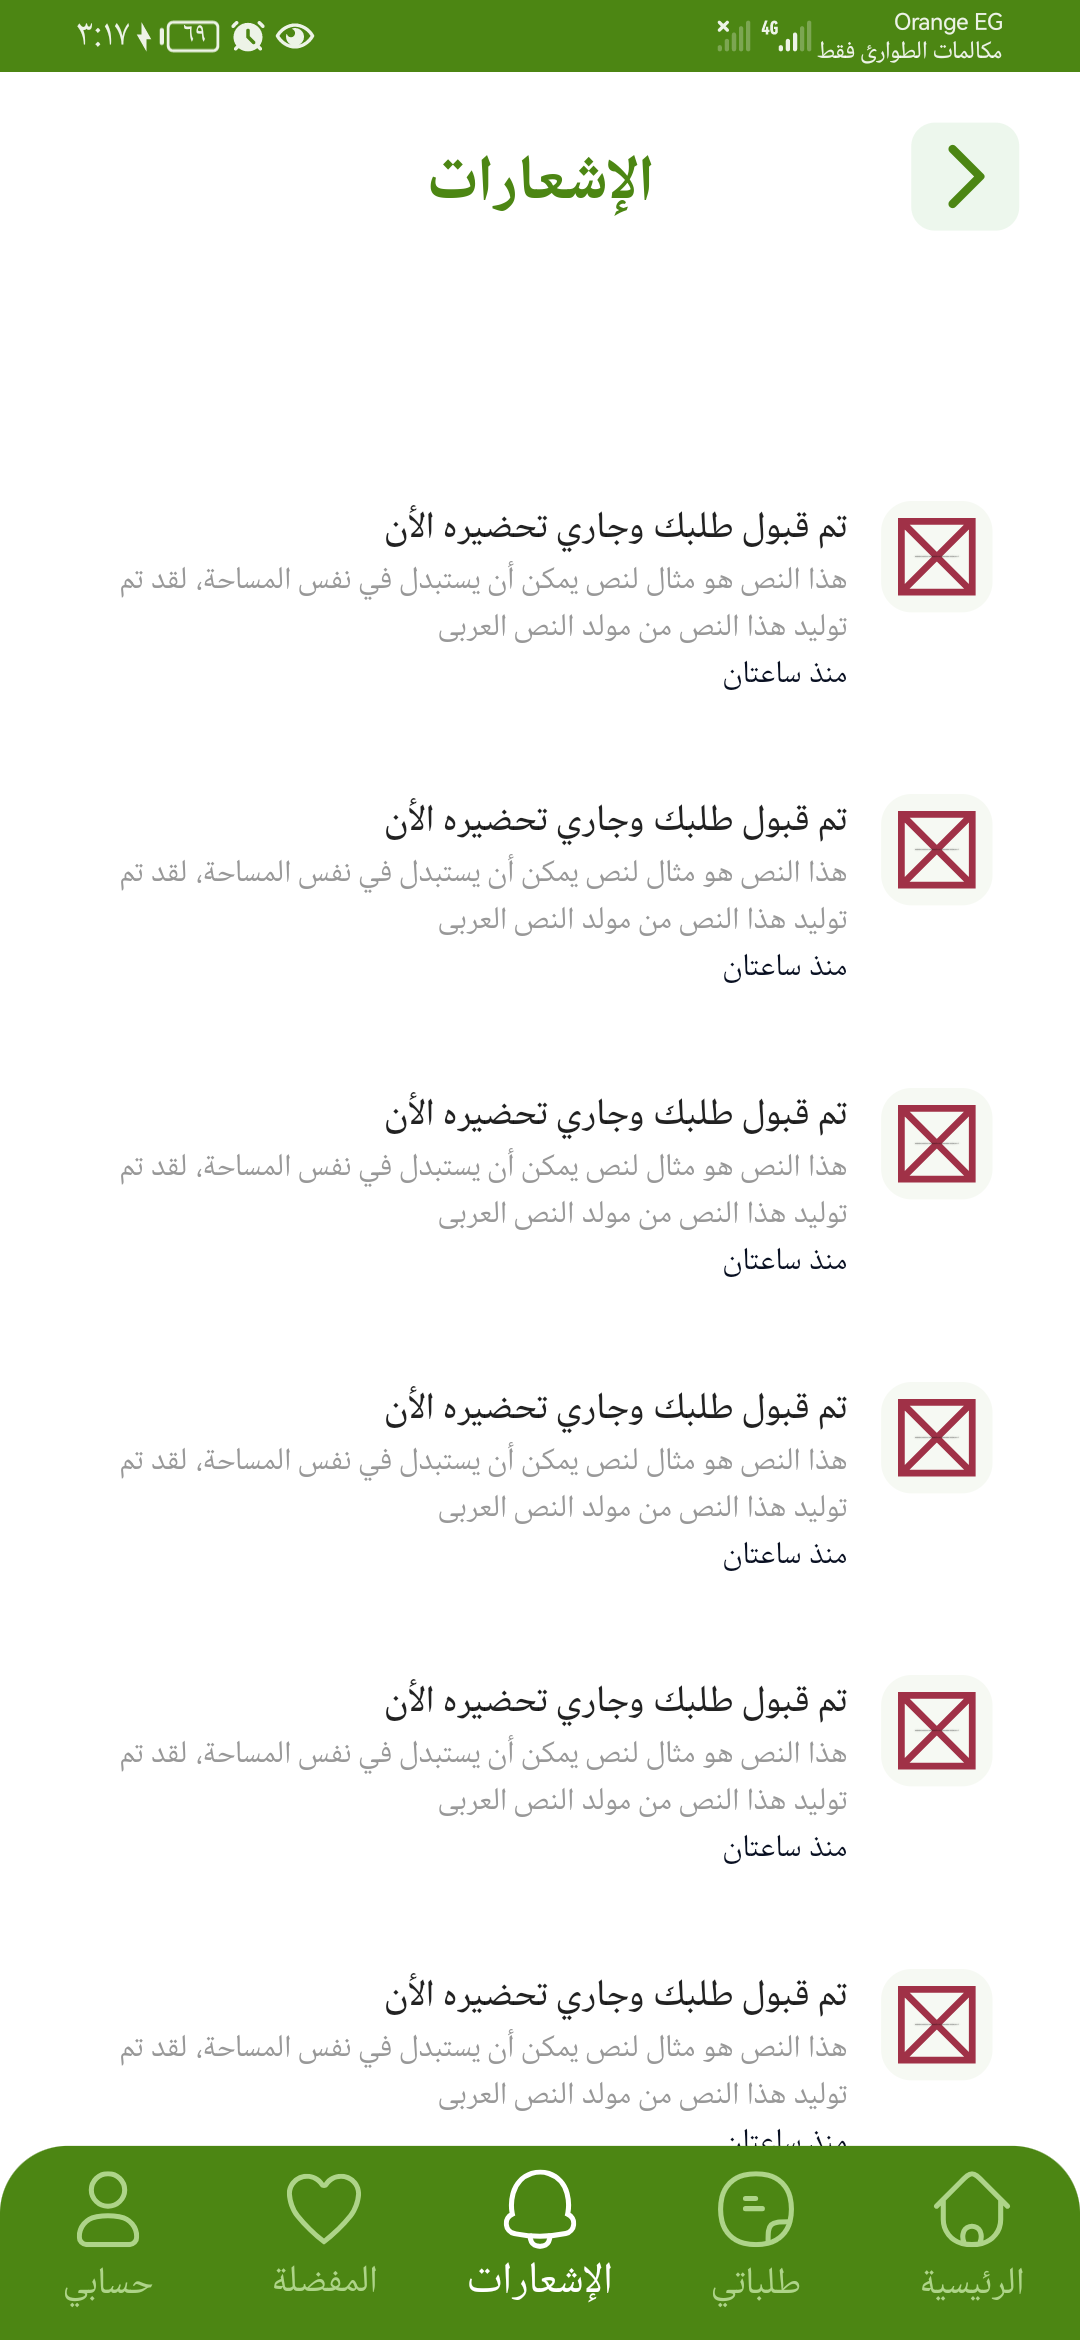 Orange EG
مكالمات الطوارئ فقط
4G
٦٩
٣:١٧
الإشعارات
تم قبول طلبك وجاري تحضيره الأن
هذا النص هو مثال لنص يمكن أن يستبدل في نفس المساحة، لقد تم
توليد هذا النص من مولد النص العربى
منذ ساعتان
تم قبول طلبك وجاري تحضيره الأن
هذا النص هو مثال لنص يمكن أن يستبدل في نفس المساحة، لقد تم
توليد هذا النص من مولد النص العربى
منذ ساعتان
تم قبول طلبك وجاري تحضيره الأن
هذا النص هو مثال لنص يمكن أن يستبدل في نفس المساحة، لقد تم
توليد هذا النص من مولد النص العربى
منذ ساعتان
تم قبول طلبك وجاري تحضيره الأن
هذا النص هو مثال لنص يمكن أن يستبدل في نفس المساحة، لقد تم
توليد هذا النص من مولد النص العربى
منذ ساعتان
تم قبول طلبك وجاري تحضيره الأن
هذا النص هو مثال لنص يمكن أن يستبدل في نفس المساحة، لقد تم
توليد هذا النص من مولد النص العربى
منذ ساعتان
تم قبول طلبك وجاري تحضيره الأن
هذا النص هو مثال لنص يمكن أن يستبدل في نفس المساحة، لقد تم
توليد هذا النص من مولد النص العربى
منذ ساعتان
الرئيسية
طلباتي
الإشعارات
المفضلة
حسابي